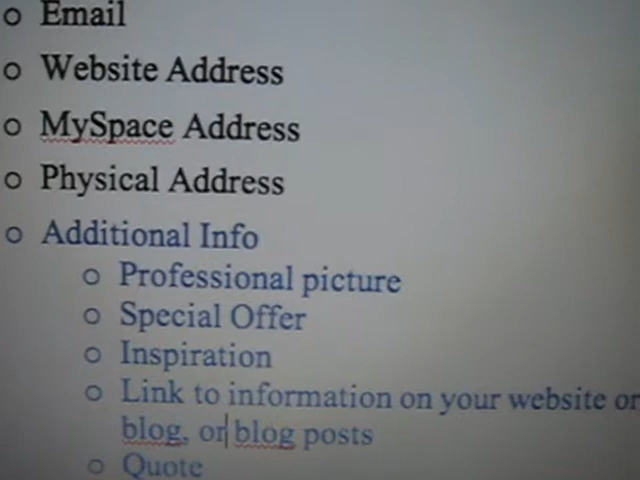 Email
Website Address
MySpace Address
Physical Address
Additional Info
Professional picture
Special Offer
Inspiration
Link to information on your website or
blog, or blog posts
Quote